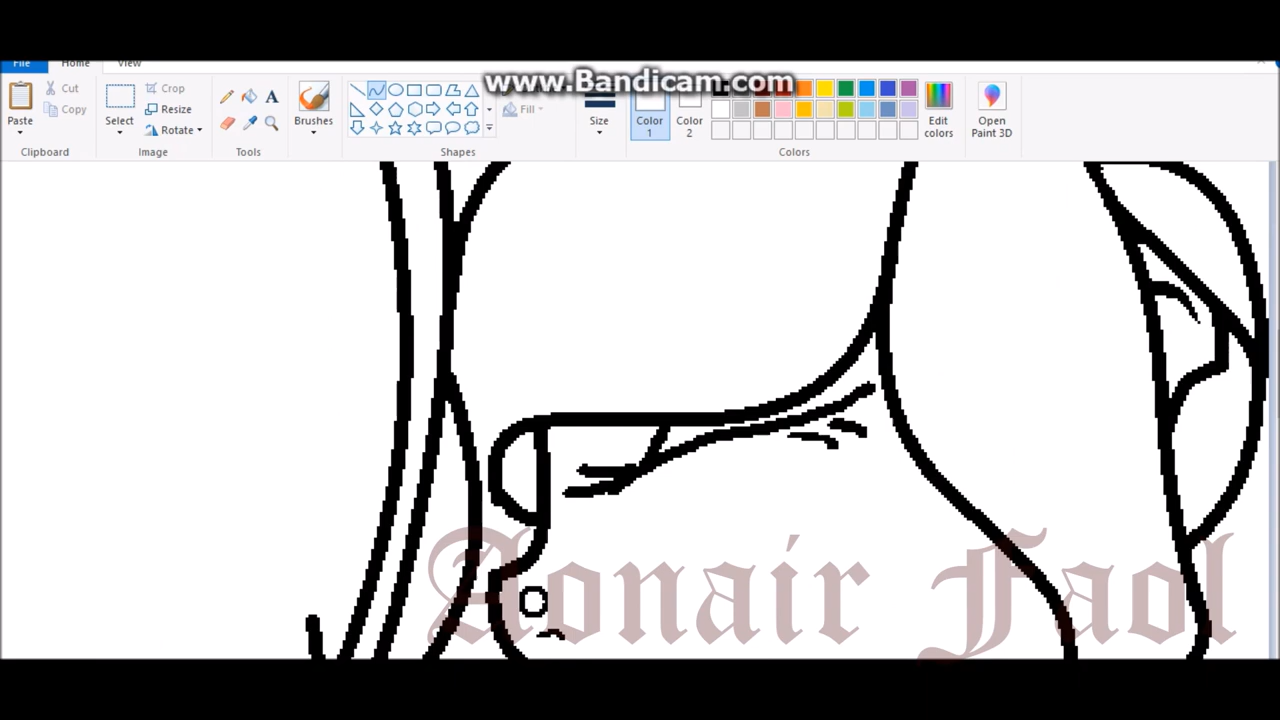 www.Bandicam.com
File Home View
Cut
Copy
Paste
Clipboard
Select
Crop
Resize
Rotate
Image
A
Tools
Brushes
Shapes
Fill
Size
Color
1
Color
2
Colors
Edit
colors
Open
Paint 3D
Aonair Faol